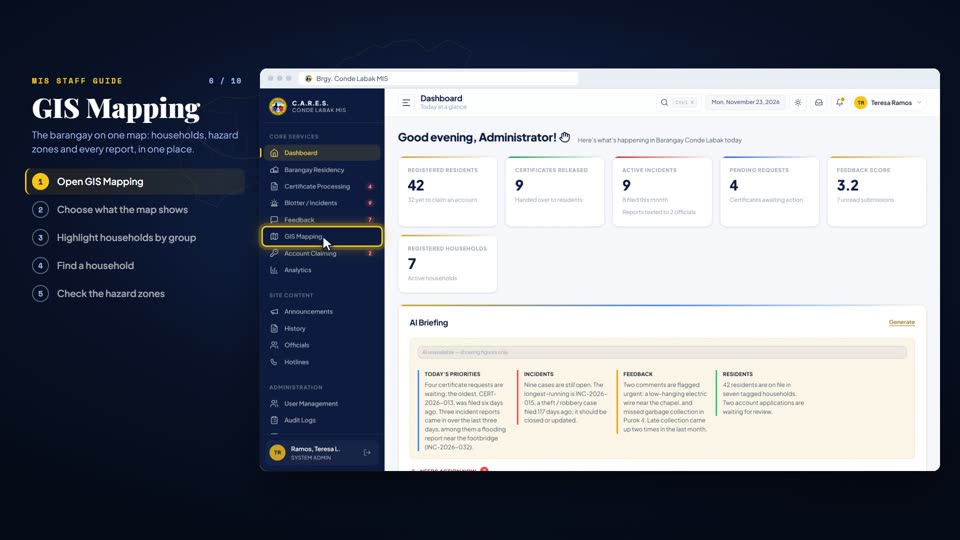 MIS STAFF GUIDE
6 / 10
GIS Mapping
The barangay on one map: households, hazard
zones and every report, in one place.
1 Open GIS Mapping
2 Choose what the map shows
3 Highlight households by group
4 Find a household
5 Check the hazard zones
Brgy. Conde Labak MIS
C.A.R.E.S.
CONDE LABAK MIS
CORE SERVICES
Dashboard
Barangay Residency
Certificate Processing 4
Blotter / Incidents 9
Feedback 7
GIS Mapping
Account Claiming 2
Analytics
SITE CONTENT
Announcements
History
Officials
Hotlines
ADMINISTRATION
User Management
Audit Logs
TR
Ramos, Teresa L.
SYSTEM ADMIN
Dashboard
Today at a glance
Ctrl K
Mon, November 23, 2026
TR
Teresa Ramos
Good evening, Administrator!
Here's what's happening in Barangay Conde Labak today
REGISTERED RESIDENTS
42
32 yet to claim an account
CERTIFICATES RELEASED
9
Handed over to residents
ACTIVE INCIDENTS
9
8 filed this month
Reports texted to 2 officials
PENDING REQUESTS
4
Certificates awaiting action
FEEDBACK SCORE
3.2
7 unread submissions
REGISTERED HOUSEHOLDS
7
Active households
AI Briefing
Generate
AI unavailable — showing figures only.
TODAY'S PRIORITIES
Four certificate requests are
waiting; the oldest, CERT-
2026-013, was filed six days
ago. Three incident reports
came in over the last three
days, among them a flooding
report near the footbridge
(INC-2026-032).
INCIDENTS
Nine cases are still open. The
longest-running is INC-2026-
015, a theft / robbery case
filed 117 days ago; it should be
closed or updated.
FEEDBACK
Two comments are flagged
urgent: a low-hanging electric
wire near the chapel, and
missed garbage collection in
Purok 4. Late collection came
up two times in the last month.
RESIDENTS
42 residents are on file in
seven tagged households.
Two account applications are
waiting for review.
NEEDS ACTION NOW